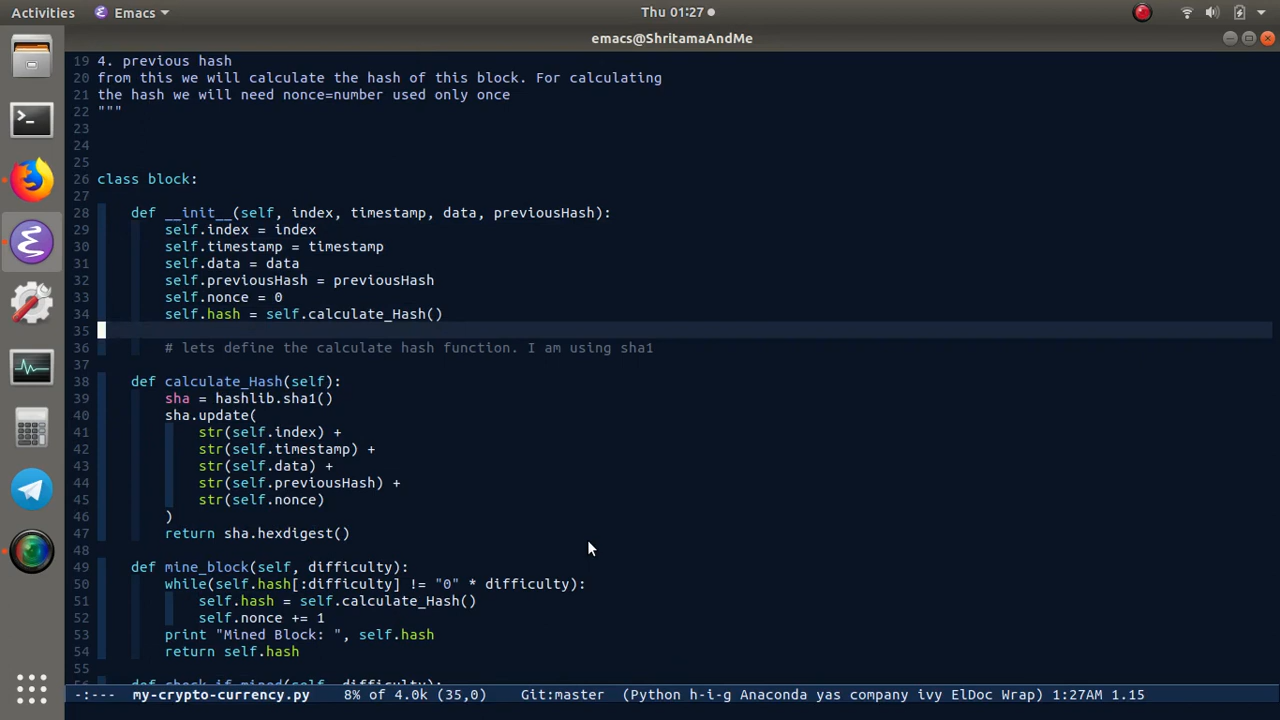 Activities Emacs Thu 01:27
emacs@ShritamaAndMe
19 4. previous hash
20 from this we will calculate the hash of this block. For calculating
21 the hash we will need nonce=number used only once
22 """
23
24
25
26 class block:
27
28 def __init__(self, index, timestamp, data, previousHash):
29 self.index = index
30 self.timestamp = timestamp
31 self.data = data
32 self.previousHash = previousHash
33 self.nonce = 0
34 self.hash = self.calculate_Hash()
35
36 # lets define the calculate hash function. I am using sha1
37
38 def calculate_Hash(self):
39 sha = hashlib.sha1()
40 sha.update(
41 str(self.index) +
42 str(self.timestamp) +
43 str(self.data) +
44 str(self.previousHash) +
45 str(self.nonce)
46 )
47 return sha.hexdigest()
48
49 def mine_block(self, difficulty):
50 while(self.hash[:difficulty] != "0" * difficulty):
51 self.hash = self.calculate_Hash()
52 self.nonce += 1
53 print "Mined Block: ", self.hash
54 return self.hash
55
56 def check_if_mined(self, difficulty):
-:--- my-crypto-currency.py 8% of 4.0k (35,0) Git:master (Python h-i-g Anaconda yas company ivy ElDoc Wrap) 1:27AM 1.15